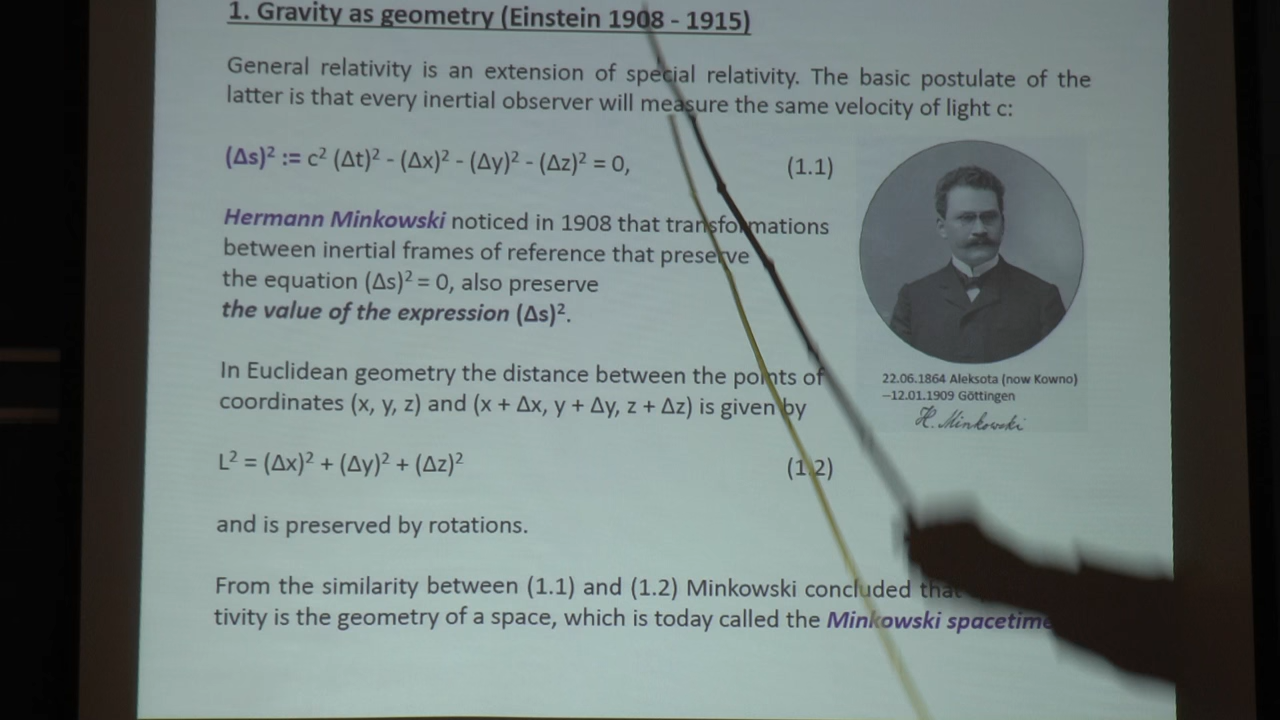 1. Gravity as geometry (Einstein 1908 - 1915)
General relativity is an extension of special relativity. The basic postulate of the
latter is that every inertial observer will measure the same velocity of light c:
(Δs)² := c² (Δt)² - (Δx)² - (Δy)² - (Δz)² = 0, (1.1)
Hermann Minkowski noticed in 1908 that transformations
between inertial frames of reference that preserve
the equation (Δs)² = 0, also preserve
the value of the expression (Δs)².
In Euclidean geometry the distance between the points of
coordinates (x, y, z) and (x + Δx, y + Δy, z + Δz) is given by
22.06.1864 Aleksota (now Kowno)
–12.01.1909 Göttingen
H. Minkowski
L² = (Δx)² + (Δy)² + (Δz)² (1.2)
and is preserved by rotations.
From the similarity between (1.1) and (1.2) Minkowski concluded that
tivity is the geometry of a space, which is today called the Minkowski spacetime